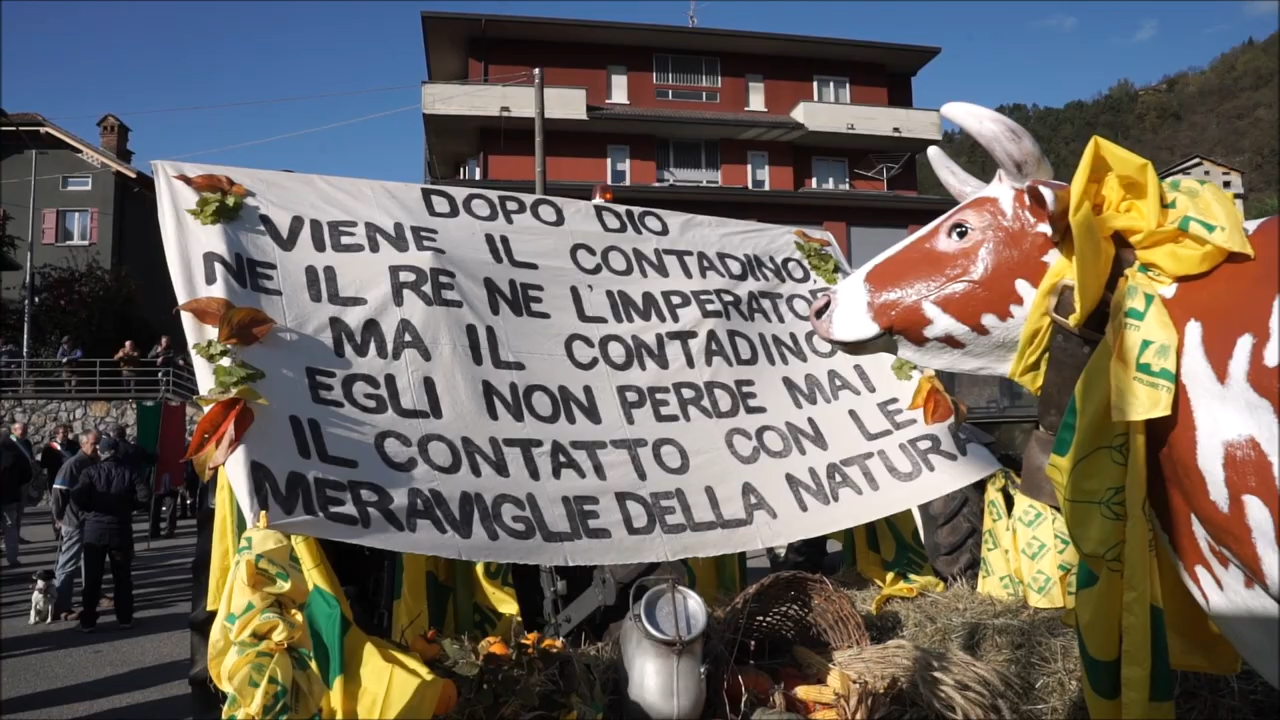 DOPO DIO
VIENE IL CONTADINO,
NE IL RE NE L'IMPERATORE
MA IL CONTADINO
EGLI NON PERDE MAI
IL CONTATTO CON LE
MERAVIGLIE DELLA NATURA
COLDIRETTI